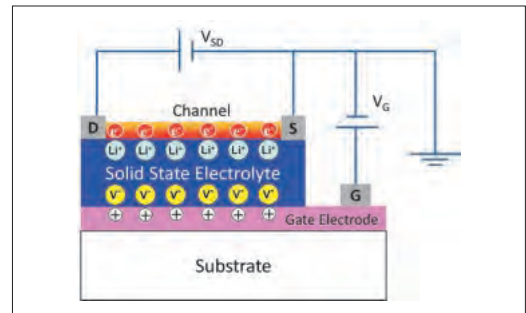 V_SD
Channel
V_G
D e⁻ e⁻ e⁻ e⁻ e⁻ e⁻ S
Li⁺ Li⁺ Li⁺ Li⁺ Li⁺ Li⁺
Solid State Electrolyte
V⁻ V⁻ V⁻ V⁻ V⁻ V⁻
G
+ + + + + +
Gate Electrode
Substrate